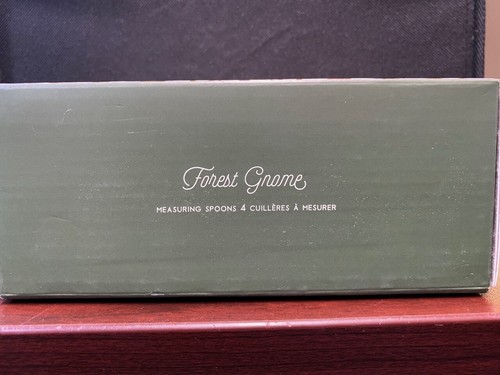 Forest Gnome
MEASURING SPOONS 4 CUILLÈRES À MESURER